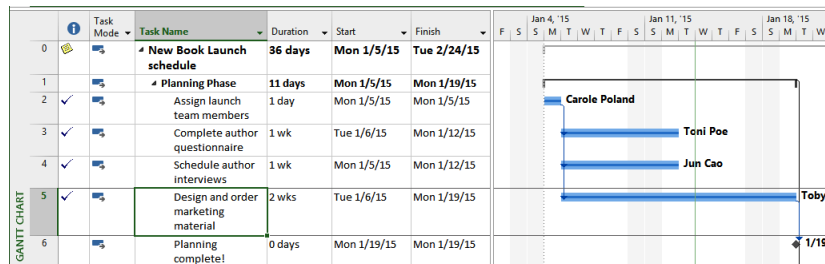 Jan 4, '15 Jan 11, '15 Jan 18, '15
Task Mode Task Name Duration Start Finish F S S M T W T F S S M T W T F S S M T W
0 New Book Launch schedule 36 days Mon 1/5/15 Tue 2/24/15
1 Planning Phase 11 days Mon 1/5/15 Mon 1/19/15
2 Assign launch team members 1 day Mon 1/5/15 Mon 1/5/15 Carole Poland
3 Complete author questionnaire 1 wk Tue 1/6/15 Mon 1/12/15 Toni Poe
4 Schedule author interviews 1 wk Mon 1/5/15 Mon 1/12/15 Jun Cao
5 Design and order marketing material 2 wks Tue 1/6/15 Mon 1/19/15 Toby
6 Planning complete! 0 days Mon 1/19/15 Mon 1/19/15 1/19
GANTT CHART